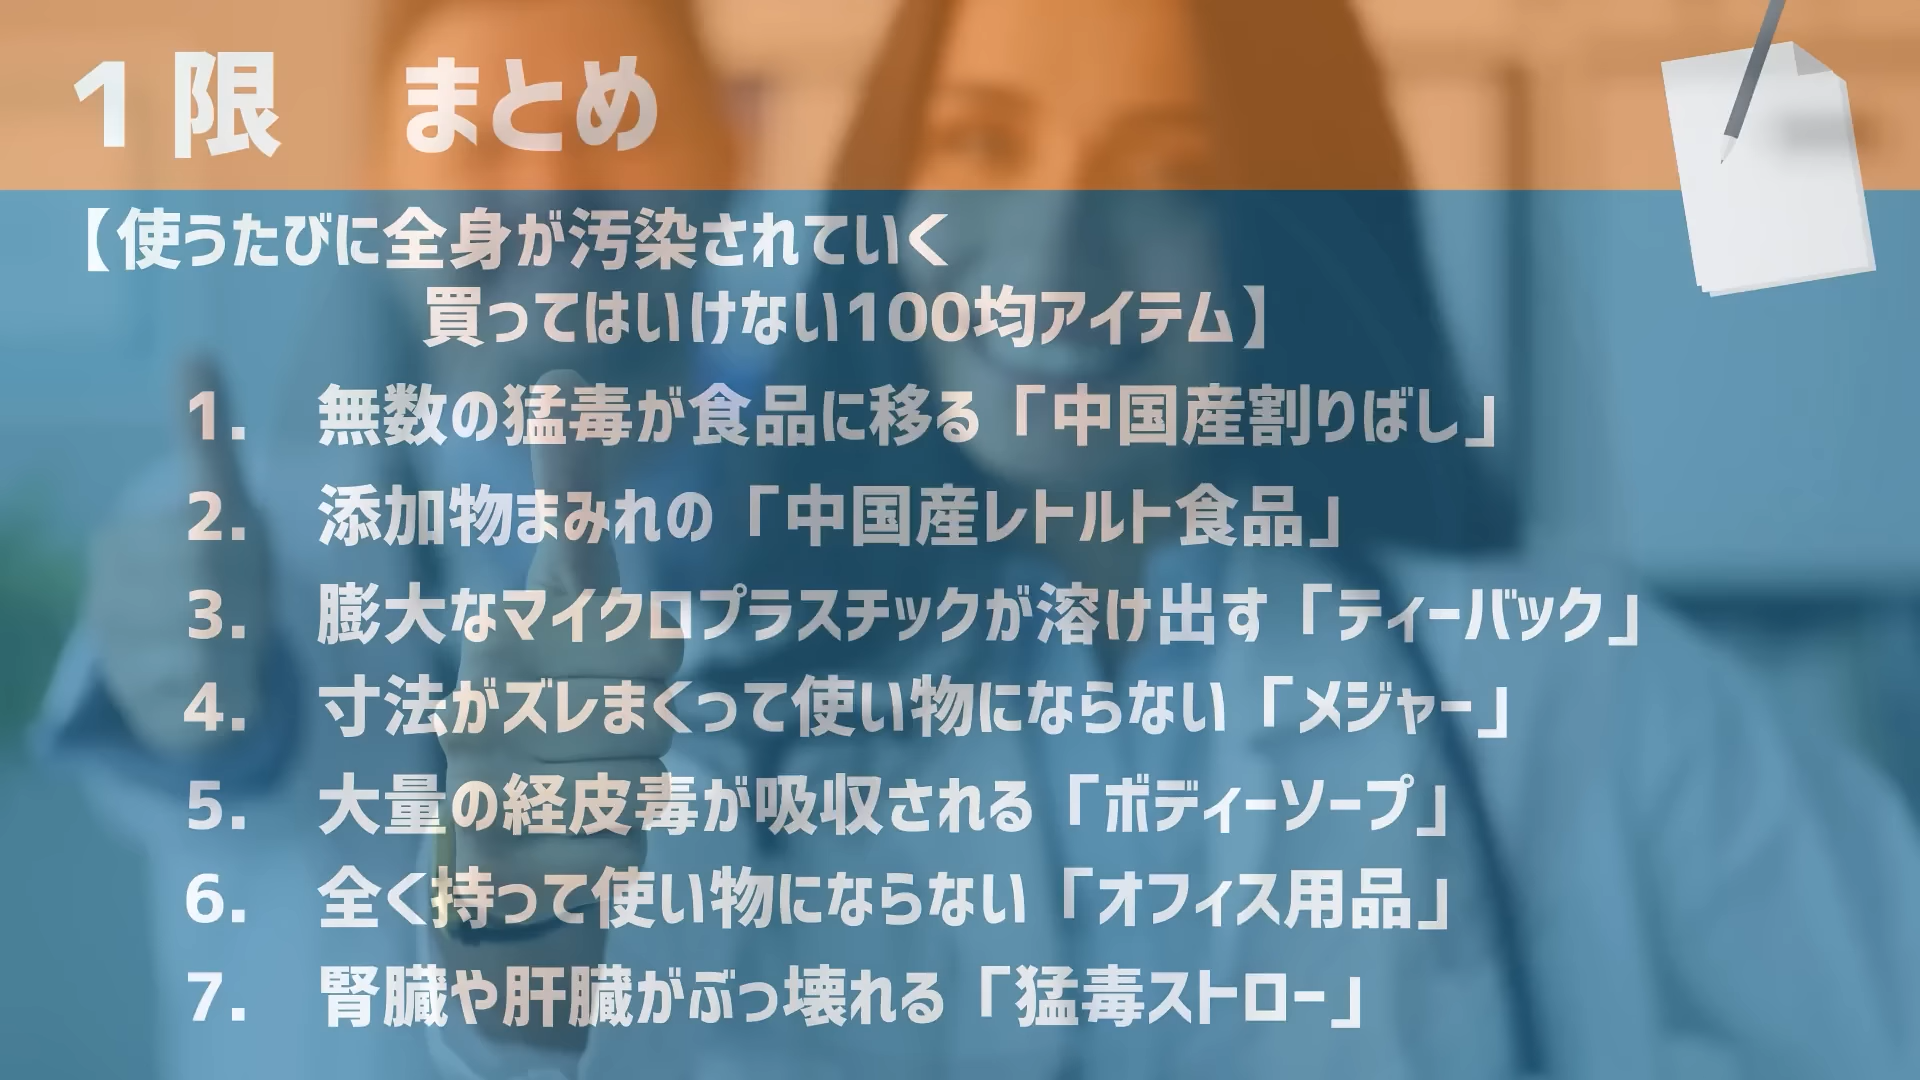 1限 まとめ
【使うたびに全身が汚染されていく
買ってはいけない100均アイテム】
1. 無数の猛毒が食品に移る「中国産割りばし」
2. 添加物まみれの「中国産レトルト食品」
3. 膨大なマイクロプラスチックが溶け出す「ティーバック」
4. 寸法がズレまくって使い物にならない「メジャー」
5. 大量の経皮毒が吸収される「ボディーソープ」
6. 全く持って使い物にならない「オフィス用品」
7. 腎臓や肝臓がぶっ壊れる「猛毒ストロー」